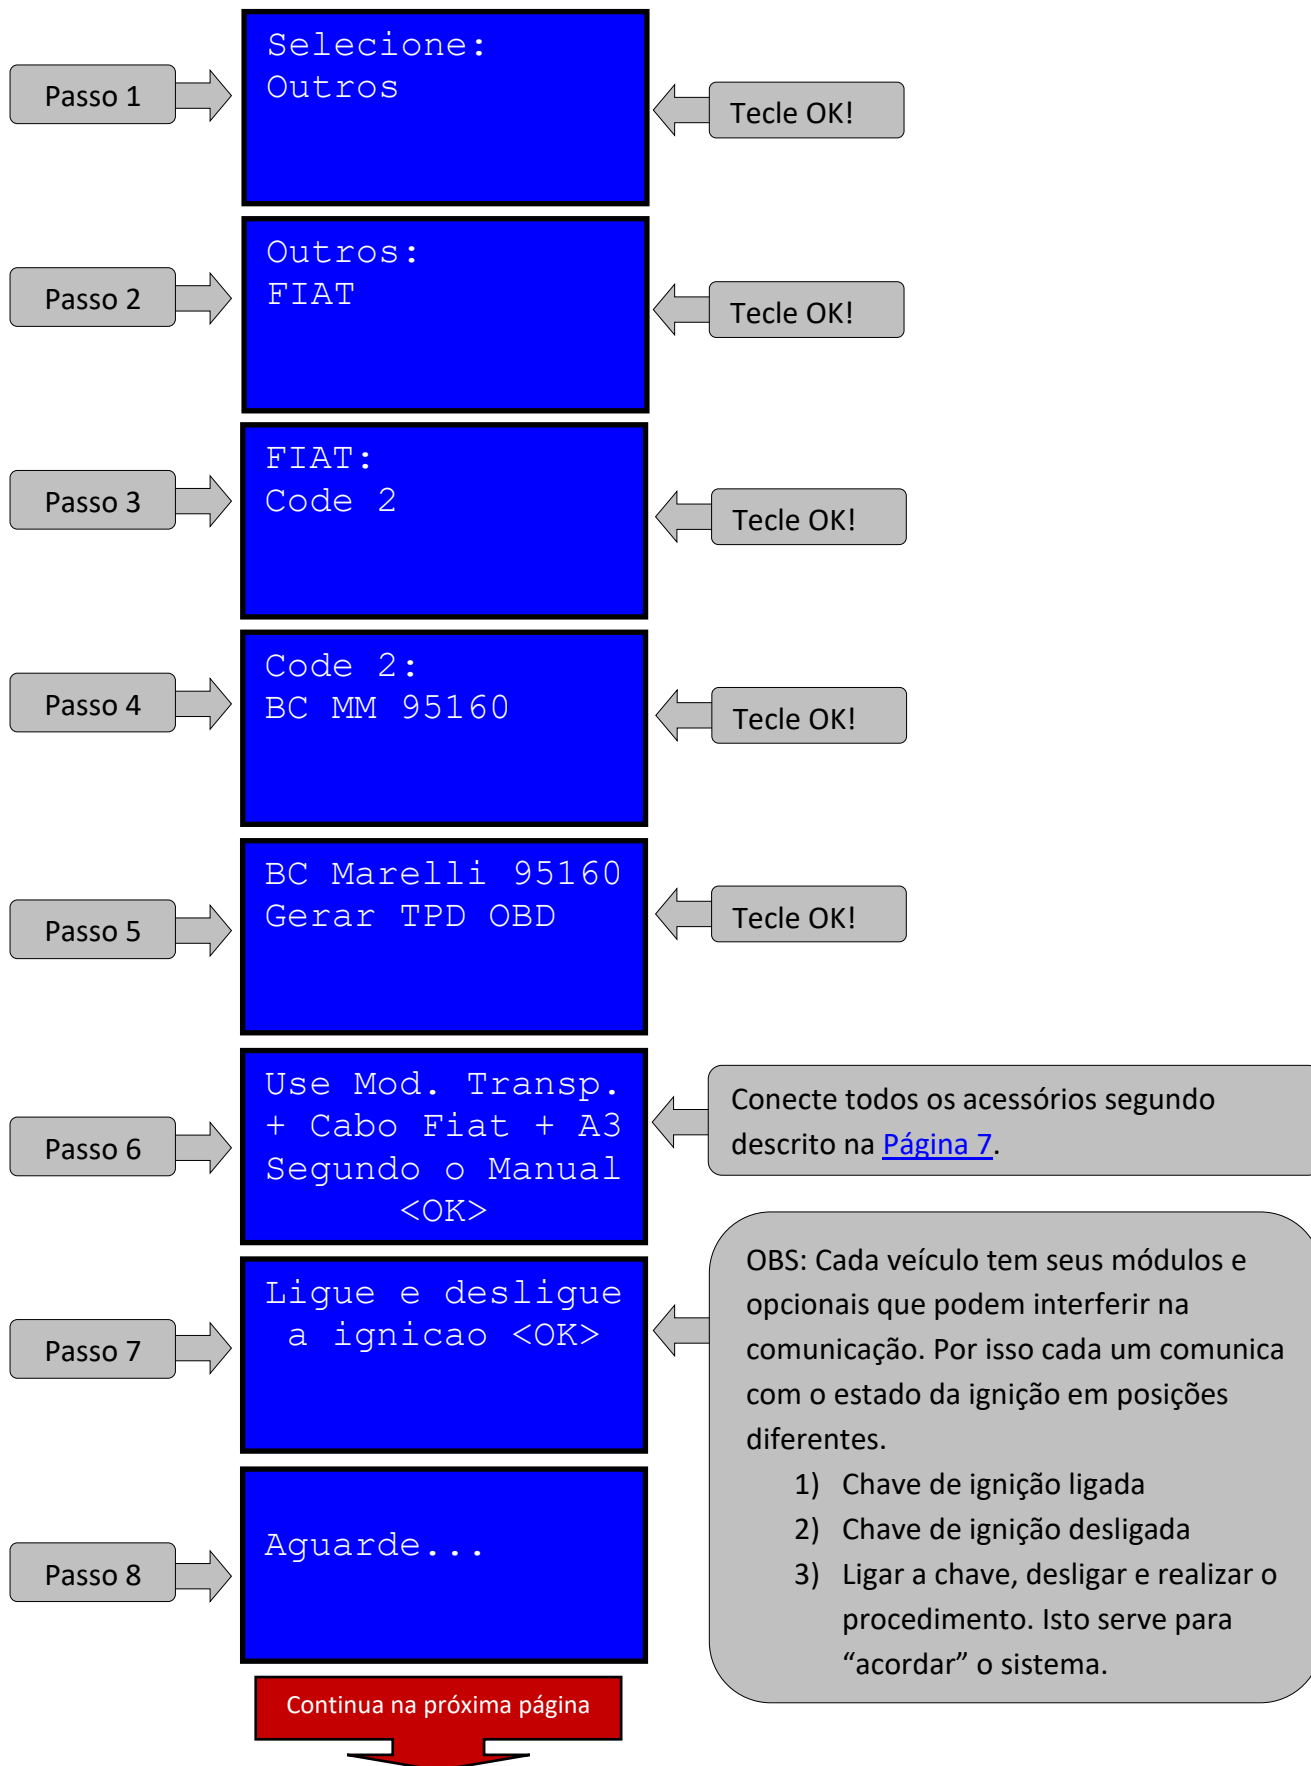 Passo 1
Selecione:
Outros
Tecle OK!
Passo 2
Outros:
FIAT
Tecle OK!
Passo 3
FIAT:
Code 2
Tecle OK!
Passo 4
Code 2:
BC MM 95160
Tecle OK!
Passo 5
BC Marelli 95160
Gerar TPD OBD
Tecle OK!
Passo 6
Use Mod. Transp.
+ Cabo Fiat + A3
Segundo o Manual
<OK>
Conecte todos os acessórios segundo
descrito na Página 7.
Passo 7
Ligue e desligue
a ignicao <OK>
OBS: Cada veículo tem seus módulos e
opcionais que podem interferir na
comunicação. Por isso cada um comunica
com o estado da ignição em posições
diferentes.
1) Chave de ignição ligada
2) Chave de ignição desligada
3) Ligar a chave, desligar e realizar o
procedimento. Isto serve para
“acordar” o sistema.
Passo 8
Aguarde...
Continua na próxima página